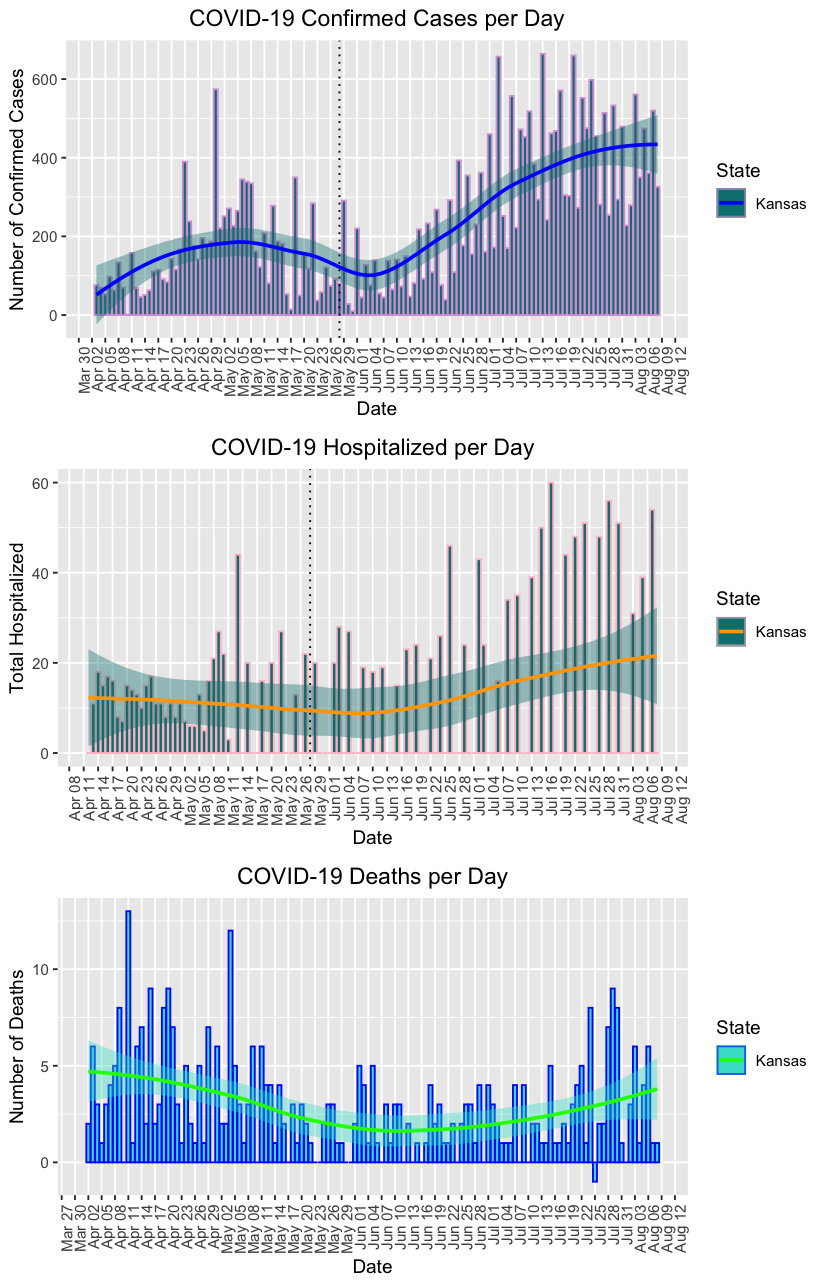 COVID-19 Confirmed Cases per Day
Number of Confirmed Cases
600
400
200
0
Mar 30
Apr 02
Apr 05
Apr 08
Apr 11
Apr 14
Apr 17
Apr 20
Apr 23
Apr 26
Apr 29
May 02
May 05
May 08
May 11
May 14
May 17
May 20
May 23
May 26
May 29
Jun 01
Jun 04
Jun 07
Jun 10
Jun 13
Jun 16
Jun 19
Jun 22
Jun 25
Jun 28
Jul 01
Jul 04
Jul 07
Jul 10
Jul 13
Jul 16
Jul 19
Jul 22
Jul 25
Jul 28
Jul 31
Aug 03
Aug 06
Aug 09
Aug 12
Date
State
Kansas
COVID-19 Hospitalized per Day
Total Hospitalized
60
40
20
0
Apr 08
Apr 11
Apr 14
Apr 17
Apr 20
Apr 23
Apr 26
Apr 29
May 02
May 05
May 08
May 11
May 14
May 17
May 20
May 23
May 26
May 29
Jun 01
Jun 04
Jun 07
Jun 10
Jun 13
Jun 16
Jun 19
Jun 22
Jun 25
Jun 28
Jul 01
Jul 04
Jul 07
Jul 10
Jul 13
Jul 16
Jul 19
Jul 22
Jul 25
Jul 28
Jul 31
Aug 03
Aug 06
Aug 09
Aug 12
Date
State
Kansas
COVID-19 Deaths per Day
Number of Deaths
10
5
0
Mar 27
Mar 30
Apr 02
Apr 05
Apr 08
Apr 11
Apr 14
Apr 17
Apr 20
Apr 23
Apr 26
Apr 29
May 02
May 05
May 08
May 11
May 14
May 17
May 20
May 23
May 26
May 29
Jun 01
Jun 04
Jun 07
Jun 10
Jun 13
Jun 16
Jun 19
Jun 22
Jun 25
Jun 28
Jul 01
Jul 04
Jul 07
Jul 10
Jul 13
Jul 16
Jul 19
Jul 22
Jul 25
Jul 28
Jul 31
Aug 03
Aug 06
Aug 09
Aug 12
Date
State
Kansas